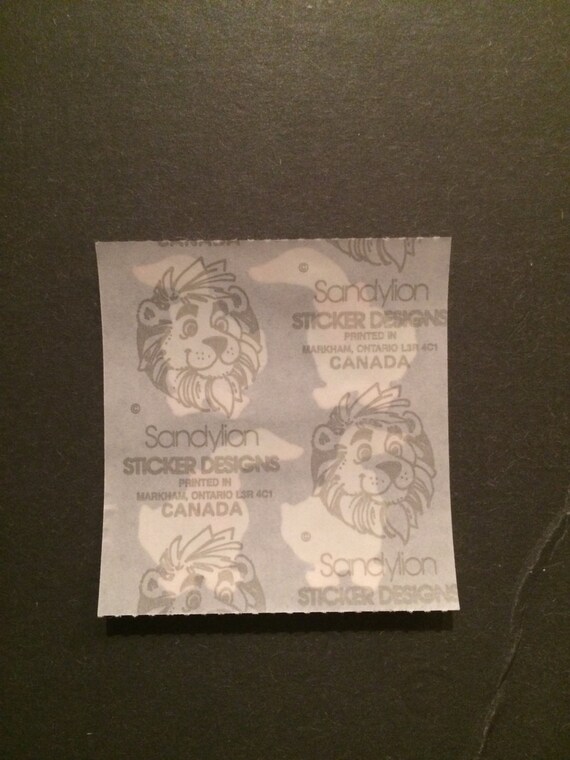 CANADA
©
Sandylion
STICKER DESIGNS
PRINTED IN
MARKHAM, ONTARIO L3R 4C1
CANADA
©
Sandylion
STICKER DESIGNS
PRINTED IN
MARKHAM, ONTARIO L3R 4C1
CANADA
©
Sandylion
STICKER DESIGNS